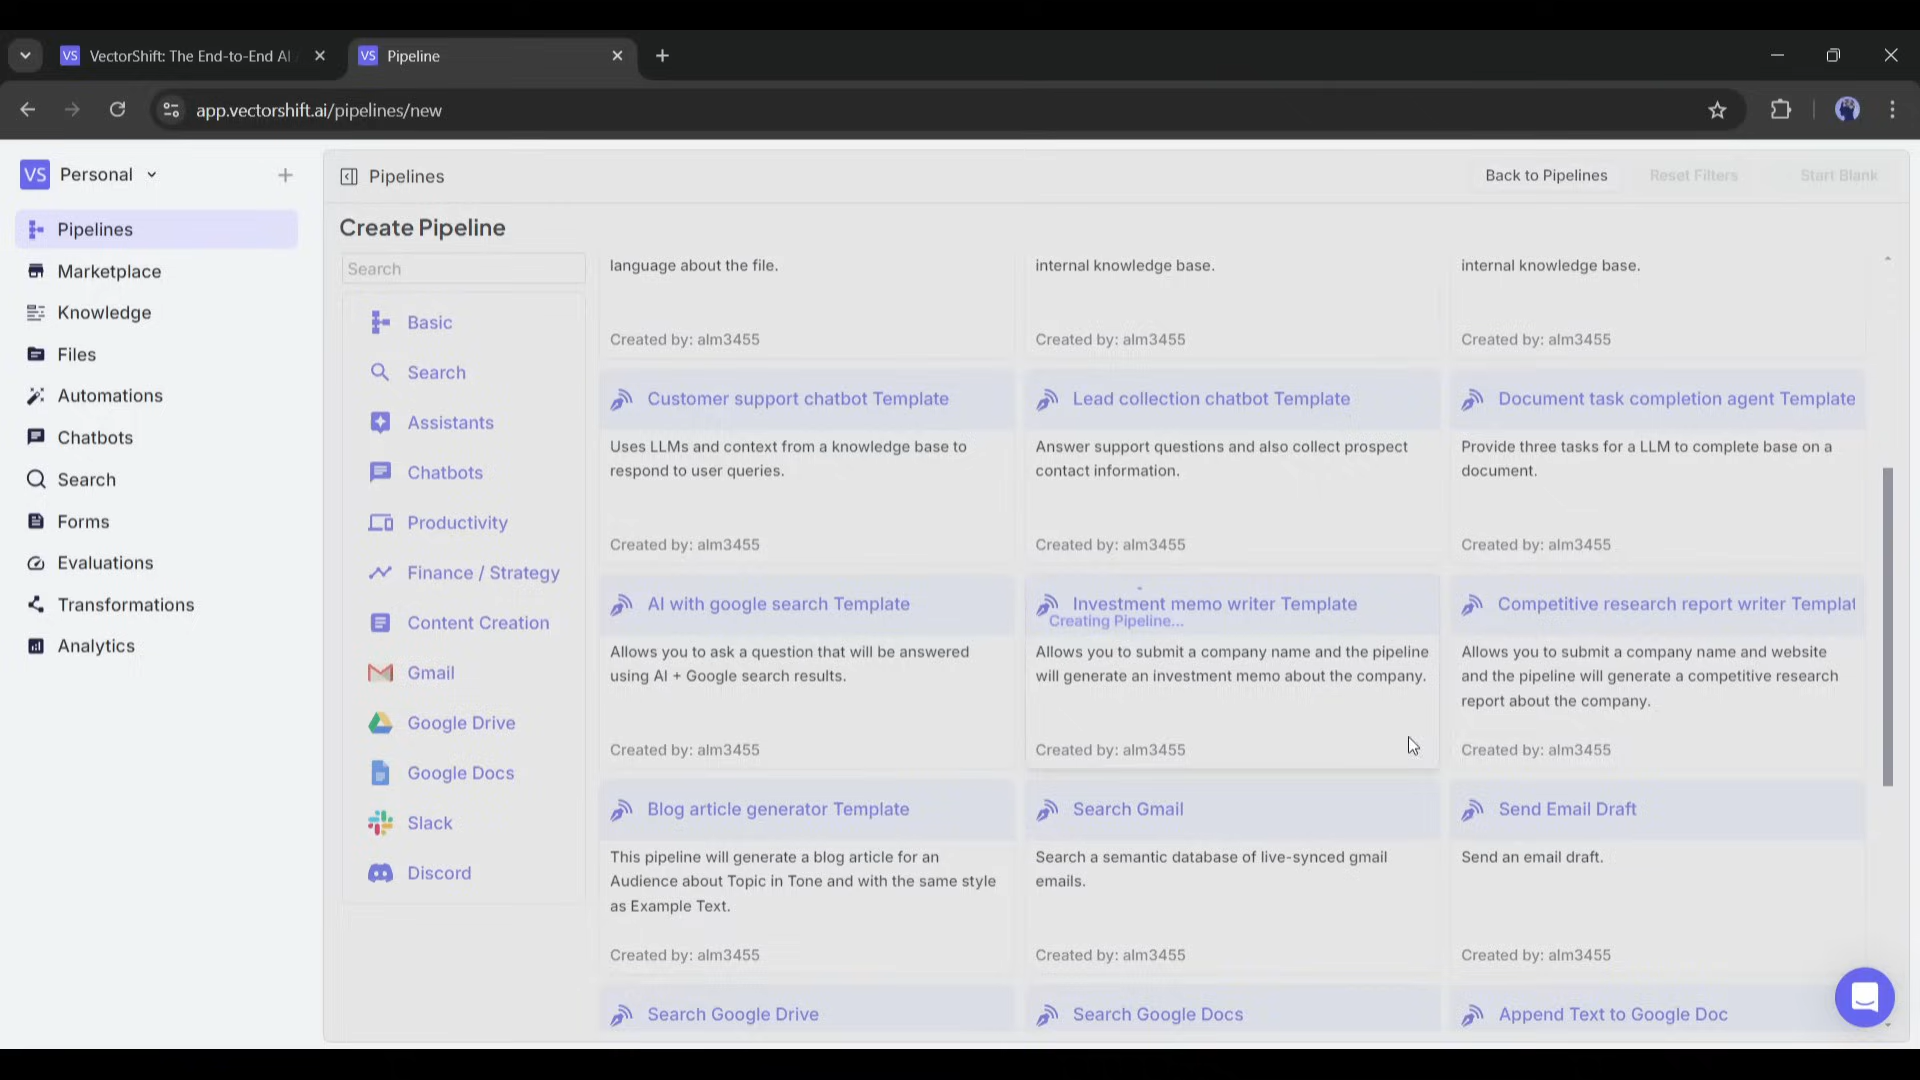 VS VectorShift: The End-to-End AI
VS Pipeline
app.vectorshift.ai/pipelines/new
VS Personal
Pipelines
Marketplace
Knowledge
Files
Automations
Chatbots
Search
Forms
Evaluations
Transformations
Analytics
Pipelines
Back to Pipelines
Reset Filters
Start Blank
Create Pipeline
Search
Basic
Search
Assistants
Chatbots
Productivity
Finance / Strategy
Content Creation
Gmail
Google Drive
Google Docs
Slack
Discord
language about the file.
Created by: alm3455
internal knowledge base.
Created by: alm3455
internal knowledge base.
Created by: alm3455
Customer support chatbot Template
Uses LLMs and context from a knowledge base to
respond to user queries.
Created by: alm3455
Lead collection chatbot Template
Answer support questions and also collect prospect
contact information.
Created by: alm3455
Document task completion agent Template
Provide three tasks for a LLM to complete base on a
document.
Created by: alm3455
AI with google search Template
Allows you to ask a question that will be answered
using AI + Google search results.
Created by: alm3455
Investment memo writer Template
Creating Pipeline...
Allows you to submit a company name and the pipeline
will generate an investment memo about the company.
Created by: alm3455
Competitive research report writer Templat
Allows you to submit a company name and website
and the pipeline will generate a competitive research
report about the company.
Created by: alm3455
Blog article generator Template
This pipeline will generate a blog article for an
Audience about Topic in Tone and with the same style
as Example Text.
Created by: alm3455
Search Gmail
Search a semantic database of live-synced gmail
emails.
Created by: alm3455
Send Email Draft
Send an email draft.
Created by: alm3455
Search Google Drive
Search Google Docs
Append Text to Google Doc